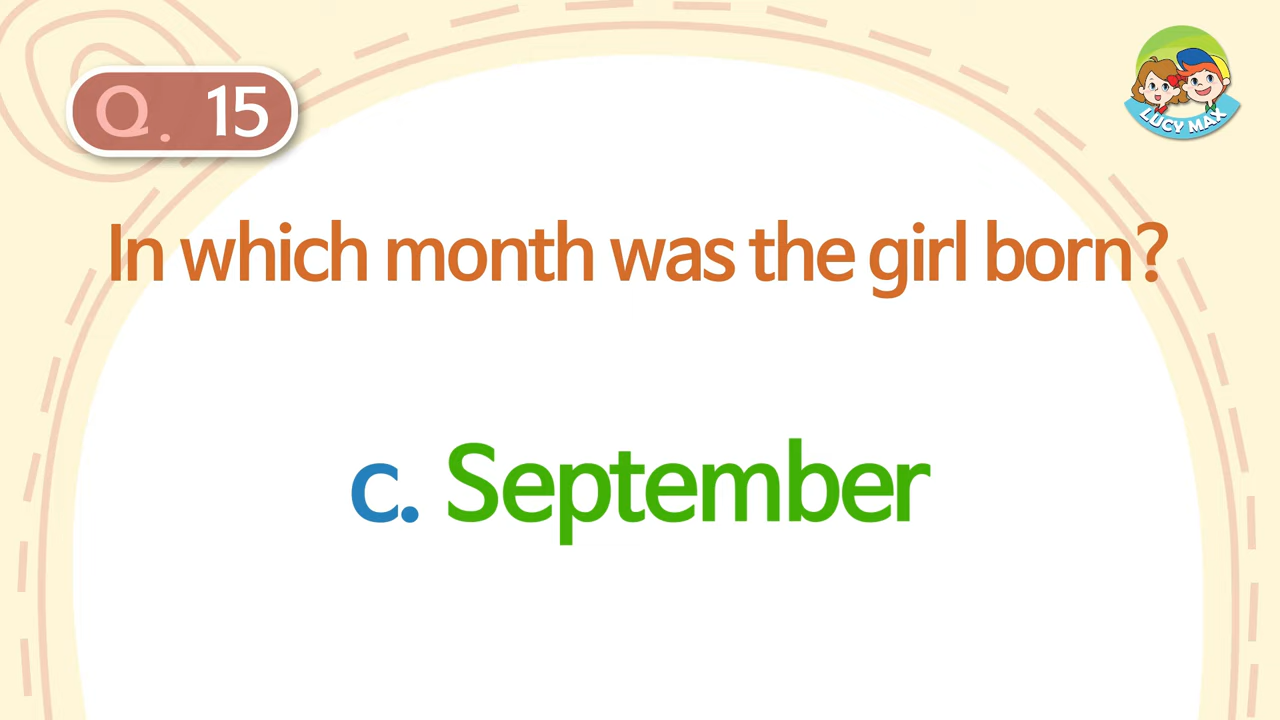 Q. 15
LUCY MAX
In which month was the girl born?
c. September